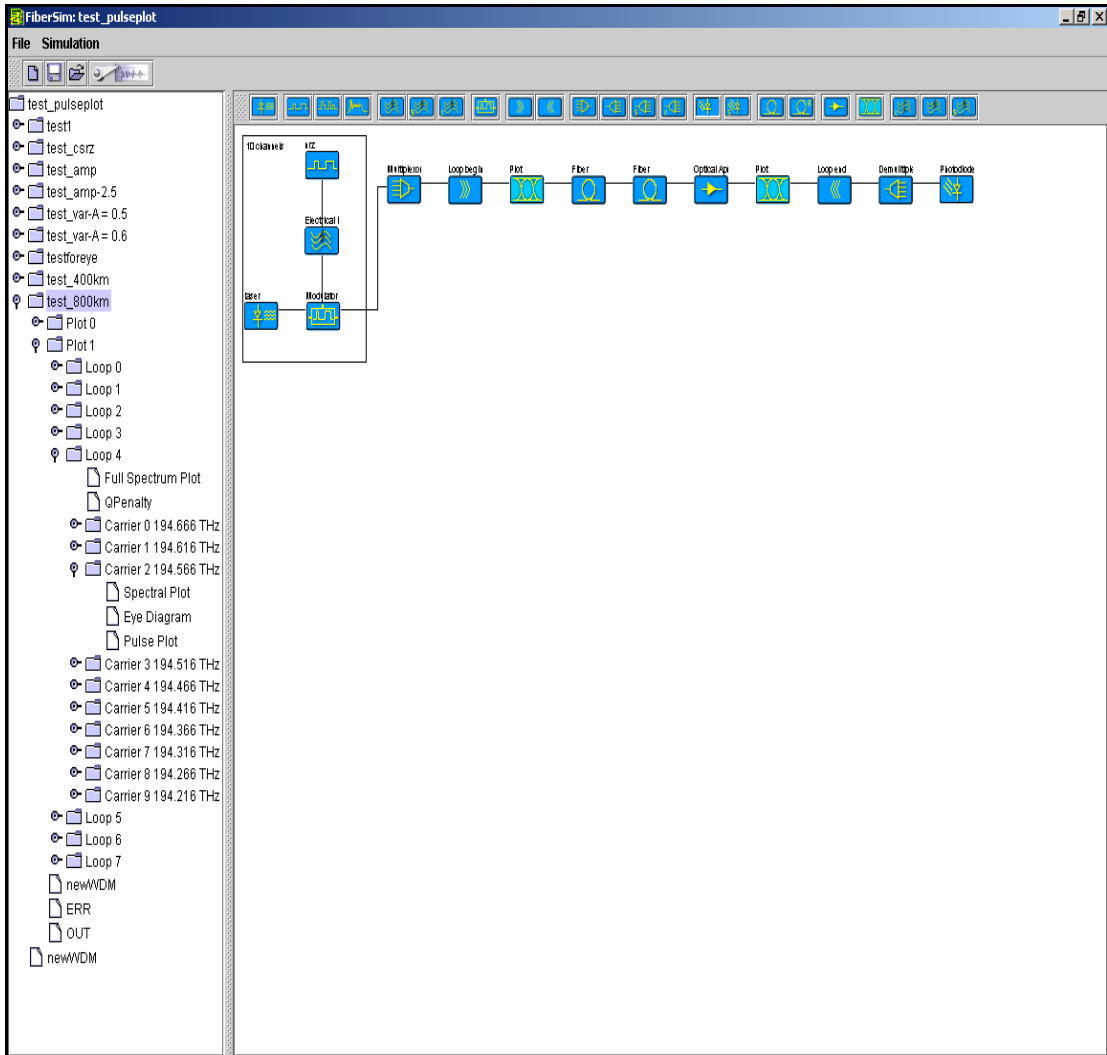 FiberSim: test_pulseplot
File Simulation
test_pulseplot
test1
test_csrz
test_amp
test_amp-2.5
test_var-A = 0.5
test_var-A = 0.6
testforeye
test_400km
test_800km
Plot 0
Plot 1
Loop 0
Loop 1
Loop 2
Loop 3
Loop 4
Full Spectrum Plot
QPenalty
Carrier 0 194.666 THz
Carrier 1 194.616 THz
Carrier 2 194.566 THz
Spectral Plot
Eye Diagram
Pulse Plot
Carrier 3 194.516 THz
Carrier 4 194.466 THz
Carrier 5 194.416 THz
Carrier 6 194.366 THz
Carrier 7 194.316 THz
Carrier 8 194.266 THz
Carrier 9 194.216 THz
Loop 5
Loop 6
Loop 7
newWDM
ERR
OUT
newWDM
10 channels
Electrical
laser
Modulator
Multiplexor
Loop begin
Plot
Fiber
Fiber
Optical
Plot
Loop end
Photodiode